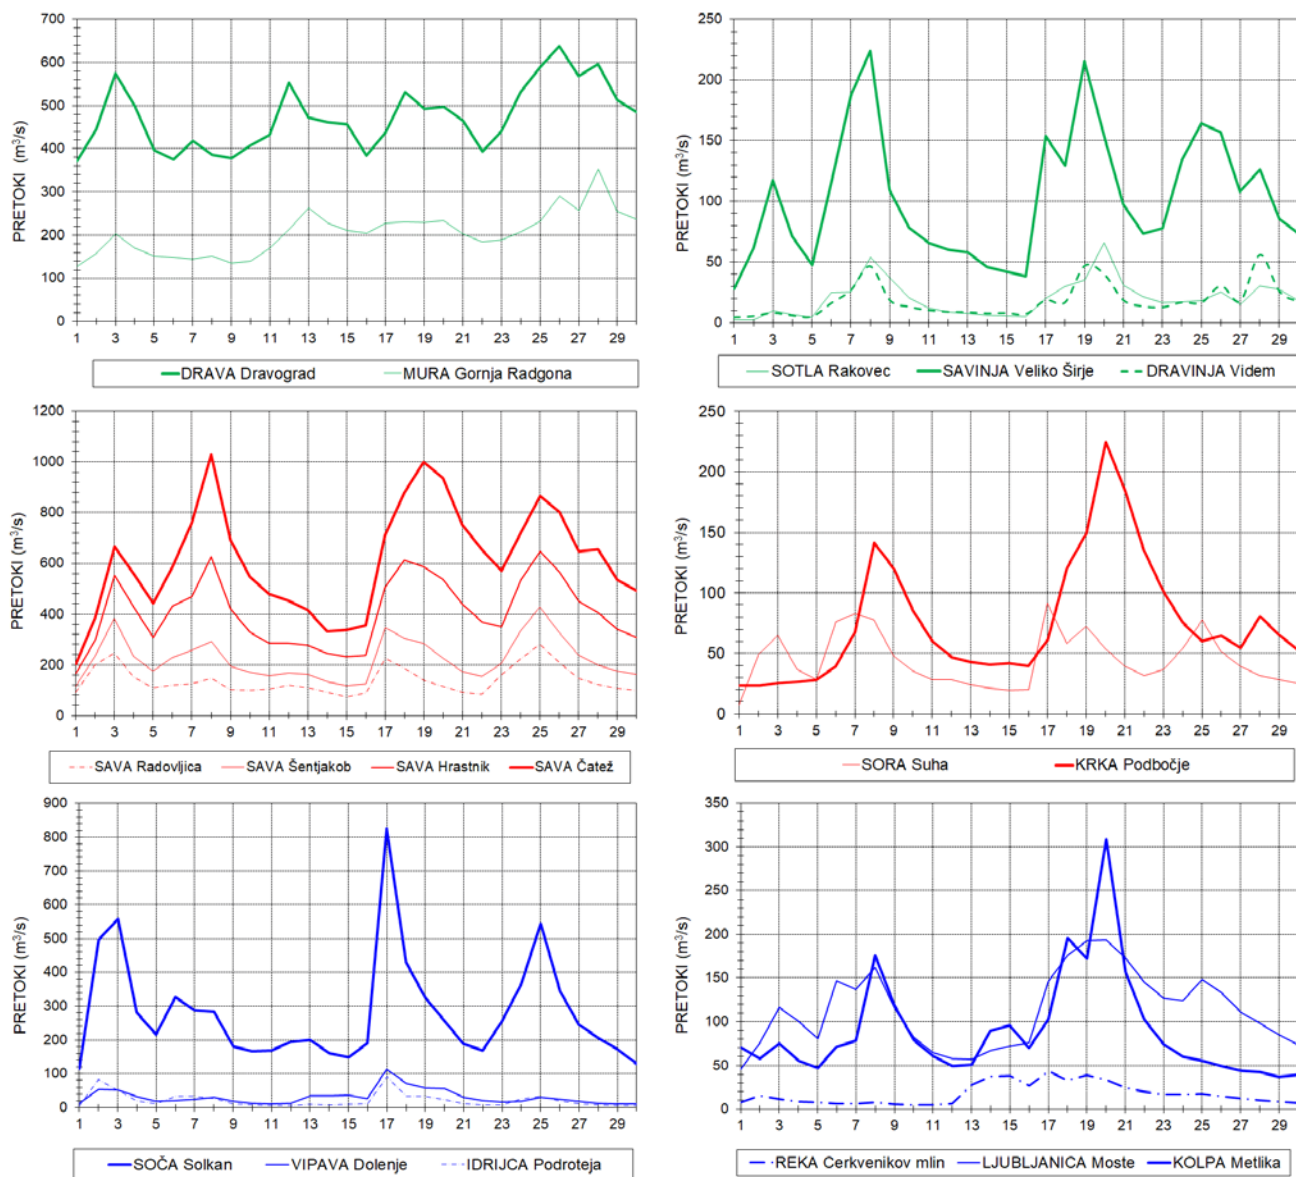 PRETOKI (m³/s)
700
600
500
400
300
200
100
0
1 3 5 7 9 11 13 15 17 19 21 23 25 27 29
DRAVA Dravograd MURA Gornja Radgona
PRETOKI (m³/s)
250
200
150
100
50
0
1 3 5 7 9 11 13 15 17 19 21 23 25 27 29
SOTLA Rakovec SAVINJA Veliko Širje DRAVINJA Videm
PRETOKI (m³/s)
1200
1000
800
600
400
200
0
1 3 5 7 9 11 13 15 17 19 21 23 25 27 29
SAVA Radovljica SAVA Šentjakob SAVA Hrastnik SAVA Čatež
PRETOKI (m³/s)
250
200
150
100
50
0
1 3 5 7 9 11 13 15 17 19 21 23 25 27 29
SORA Suha KRKA Podbočje
PRETOKI (m³/s)
900
800
700
600
500
400
300
200
100
0
1 3 5 7 9 11 13 15 17 19 21 23 25 27 29
SOČA Solkan VIPAVA Dolenje IDRIJCA Podroteja
PRETOKI (m³/s)
350
300
250
200
150
100
50
0
1 3 5 7 9 11 13 15 17 19 21 23 25 27 29
REKA Cerkvenikov mlin LJUBLJANICA Moste KOLPA Metlika